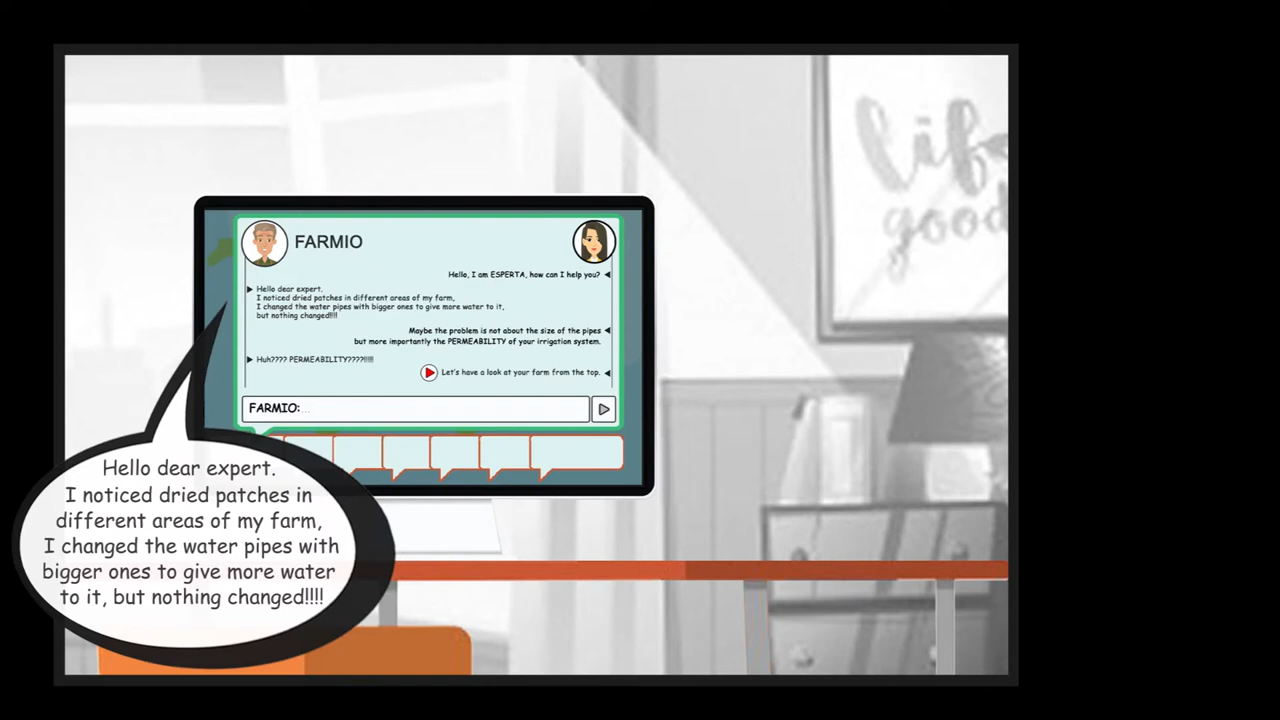 life
good
FARMIO
Hello, I am ESPERTA, how can I help you?
Hello dear expert.
I noticed dried patches in different areas of my farm,
I changed the water pipes with bigger ones to give more water to it,
but nothing changed!!!!
Maybe the problem is not about the size of the pipes
but more importantly the PERMEABILITY of your irrigation system.
Huh???? PERMEABILITY????!!!!!
Let's have a look at your farm from the top.
FARMIO: ...
Hello dear expert.
I noticed dried patches in
different areas of my farm,
I changed the water pipes with
bigger ones to give more water
to it, but nothing changed!!!!